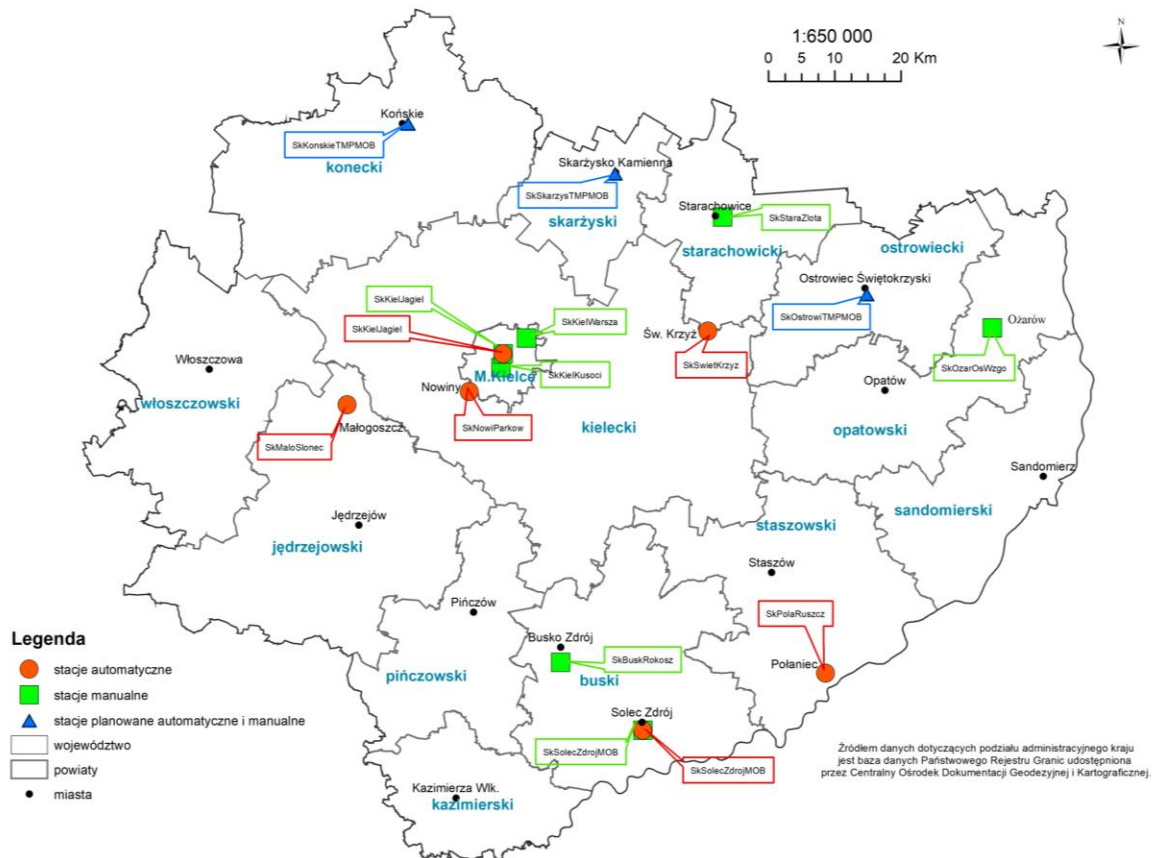 N
1:650 000
0 5 10 20 Km
Końskie
SkKonskieTMPMOB
konecki
Skarżysko Kamienna
SkSkarzysTMPMOB
skarżyski
Starachowice
SkStaraZlota
starachowicki
ostrowiecki
Ostrowiec Świętokrzyski
SkOstrowiTMPMOB
Ożarów
SkOzarOsWzgo
SkKielJagiel
SkKielJagiel
SkKielWarsza
SkKielKusoci
M.Kielce
Św. Krzyż
SkSwietKrzyz
Włoszczowa
włoszczowski
Małogoszcz
SkMaloSlonec
Nowiny
SkNowiParkow
kielecki
Opatów
opatowski
Sandomierz
sandomierski
Jędrzejów
jędrzejowski
staszowski
Staszów
Pińczów
pińczowski
SkPolaRuszcz
Połaniec
Busko Zdrój
SkBuskRokosz
buski
Solec Zdrój
SkSolecZdrojMOB
SkSolecZdrojMOB
Kazimierza Wlk.
kazimierski
Legenda
stacje automatyczne
stacje manualne
stacje planowane automatyczne i manualne
województwo
powiaty
miasta
Źródłem danych dotyczących podziału administracyjnego kraju
jest baza danych Państwowego Rejestru Granic udostępniona
przez Centralny Ośrodek Dokumentacji Geodezyjnej i Kartograficznej.